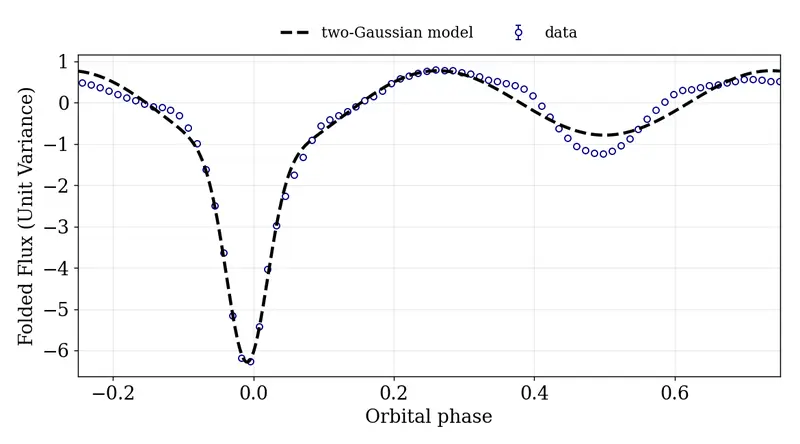 two-Gaussian model data
Folded Flux (Unit Variance)
1
0
−1
−2
−3
−4
−5
−6
−0.2 0.0 0.2 0.4 0.6
Orbital phase